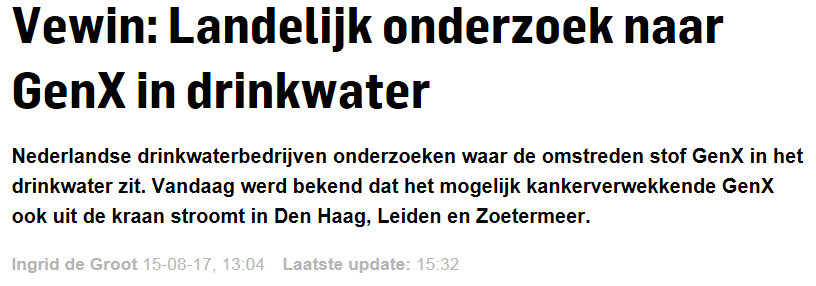 Vewin: Landelijk onderzoek naar
GenX in drinkwater
Nederlandse drinkwaterbedrijven onderzoeken waar de omstreden stof GenX in het
drinkwater zit. Vandaag werd bekend dat het mogelijk kankerverwekkende GenX
ook uit de kraan stroomt in Den Haag, Leiden en Zoetermeer.
Ingrid de Groot 15-08-17, 13:04 Laatste update: 15:32